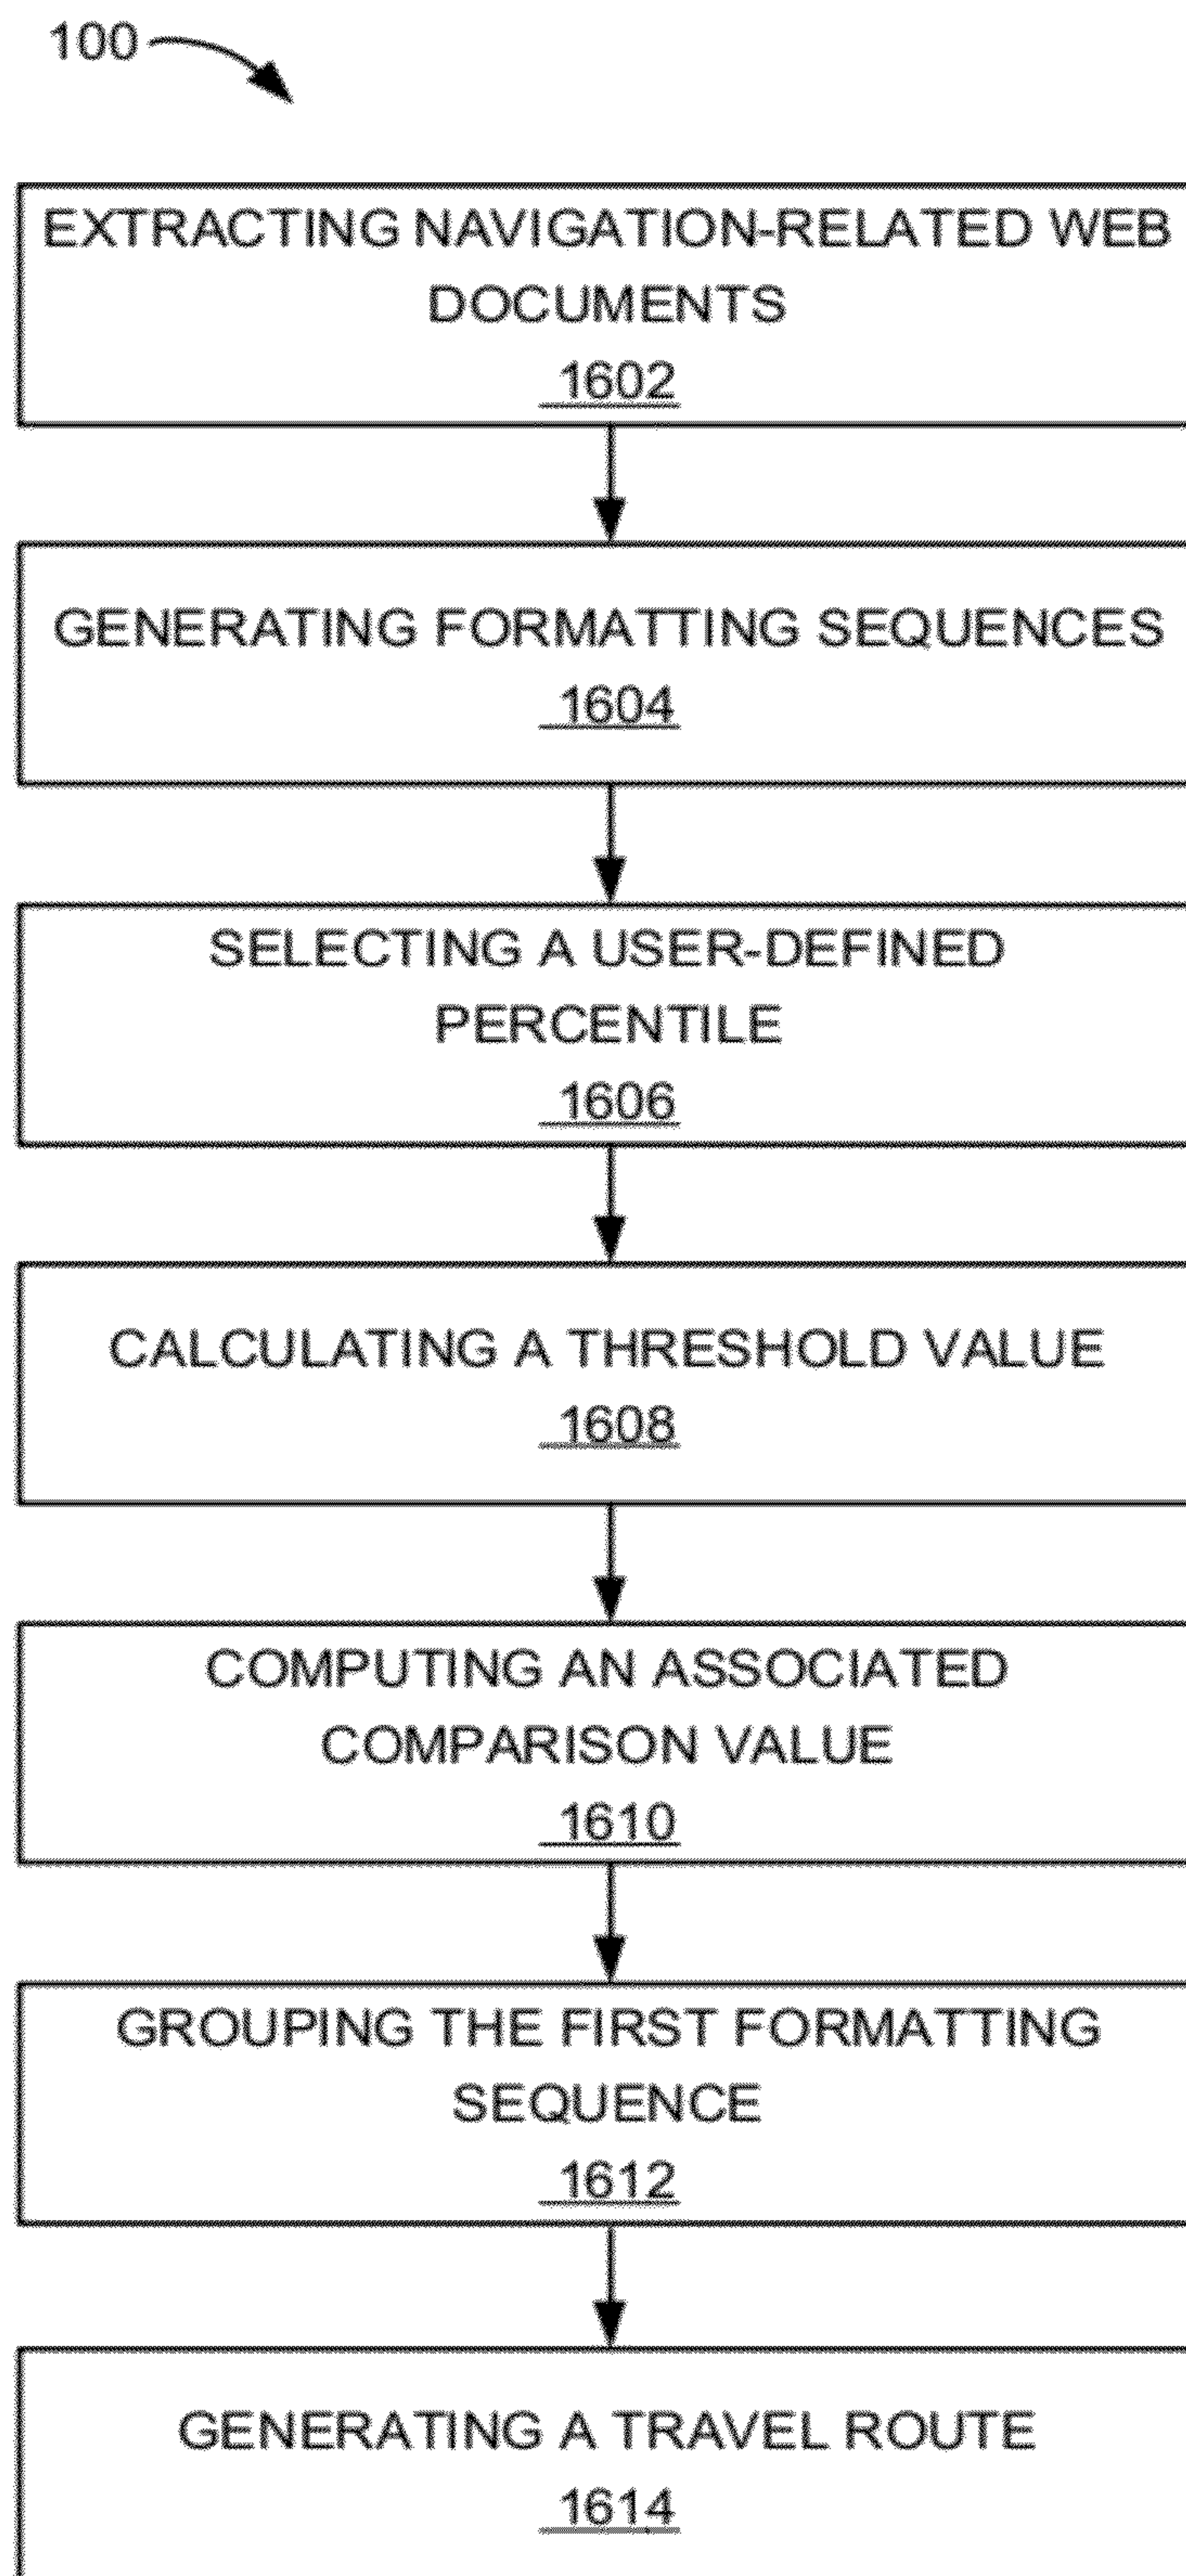 100
EXTRACTING NAVIGATION-RELATED WEB
DOCUMENTS
1602
GENERATING FORMATTING SEQUENCES
1604
SELECTING A USER-DEFINED
PERCENTILE
1606
CALCULATING A THRESHOLD VALUE
1608
COMPUTING AN ASSOCIATED
COMPARISON VALUE
1610
GROUPING THE FIRST FORMATTING
SEQUENCE
1612
GENERATING A TRAVEL ROUTE
1614